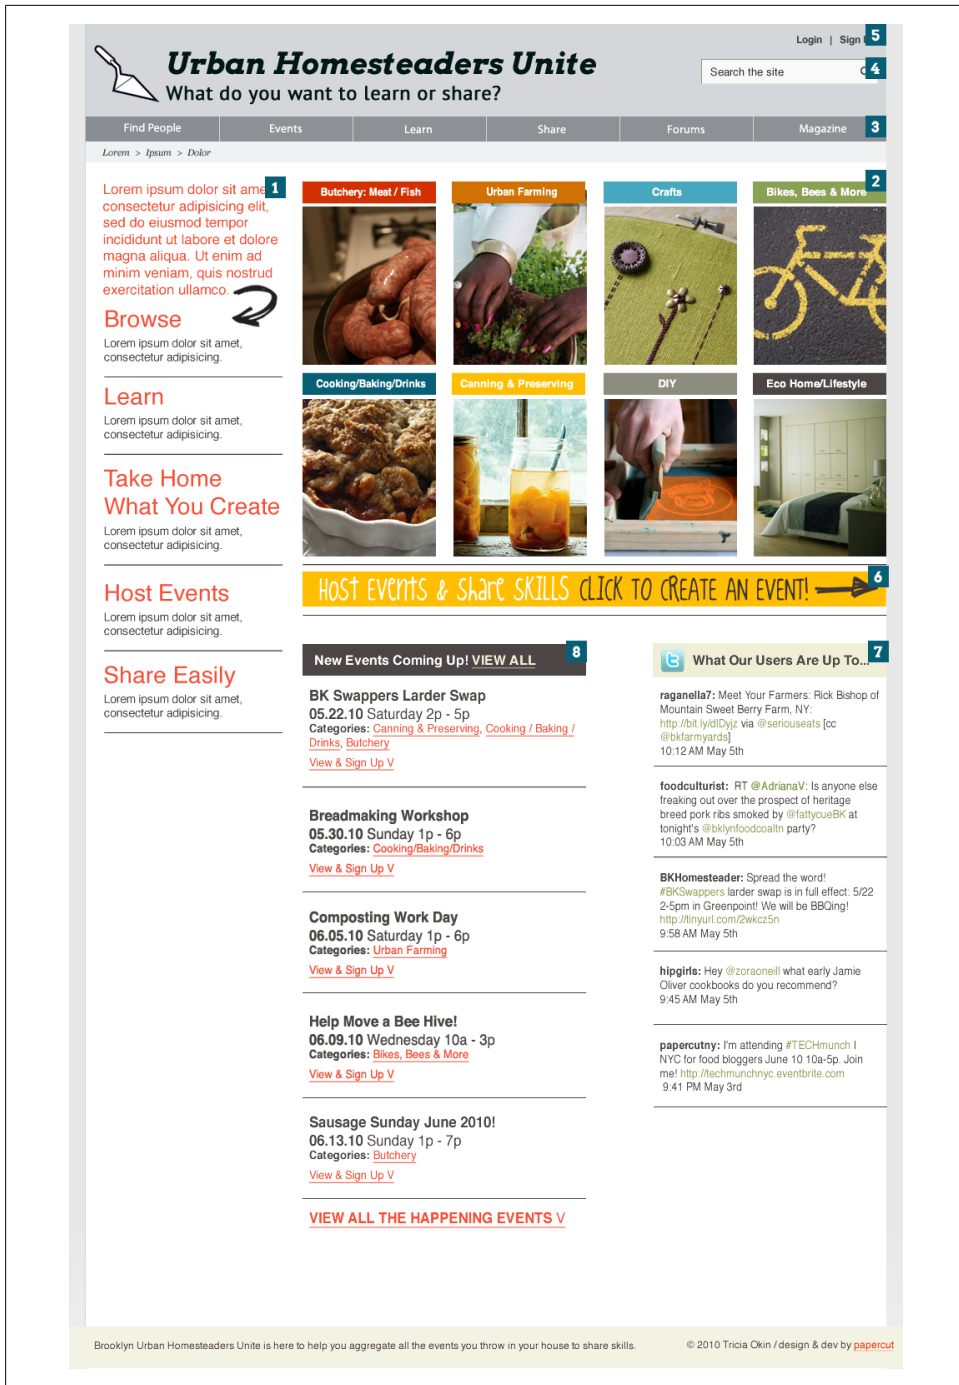 Login | Sign
5
Urban Homesteaders Unite
What do you want to learn or share?
Search the site
4
Find People
Events
Learn
Share
Forums
Magazine
3
Lorem > Ipsum > Dolor
1
Lorem ipsum dolor sit ame
consectetur adipisicing elit,
sed do eiusmod tempor
incididunt ut labore et dolore
magna aliqua. Ut enim ad
minim veniam, quis nostrud
exercitation ullamco.
Browse
Lorem ipsum dolor sit amet,
consectetur adipisicing.
Learn
Lorem ipsum dolor sit amet,
consectetur adipisicing.
Take Home
What You Create
Lorem ipsum dolor sit amet,
consectetur adipisicing.
Host Events
Lorem ipsum dolor sit amet,
consectetur adipisicing.
Share Easily
Lorem ipsum dolor sit amet,
consectetur adipisicing.
2
Butchery: Meat / Fish
Urban Farming
Crafts
Bikes, Bees & More
Cooking/Baking/Drinks
Canning & Preserving
DIY
Eco Home/Lifestyle
6
HOST EVENTS & SHARE SKILLS CLICK TO CREATE AN EVENT!
8
New Events Coming Up! VIEW ALL
BK Swappers Larder Swap
05.22.10 Saturday 2p - 5p
Categories: Canning & Preserving, Cooking / Baking /
Drinks, Butchery
View & Sign Up V
Breadmaking Workshop
05.30.10 Sunday 1p - 6p
Categories: Cooking/Baking/Drinks
View & Sign Up V
Composting Work Day
06.05.10 Saturday 1p - 6p
Categories: Urban Farming
View & Sign Up V
Help Move a Bee Hive!
06.09.10 Wednesday 10a - 3p
Categories: Bikes, Bees & More
View & Sign Up V
Sausage Sunday June 2010!
06.13.10 Sunday 1p - 7p
Categories: Butchery
View & Sign Up V
VIEW ALL THE HAPPENING EVENTS V
7
What Our Users Are Up To...
raganella7: Meet Your Farmers: Rick Bishop of
Mountain Sweet Berry Farm, NY:
http://bit.ly/dlDyjz via @seriouseats [cc
@bkfarmyards]
10:12 AM May 5th
foodculturist: RT @AdrianaV: Is anyone else
freaking out over the prospect of heritage
breed pork ribs smoked by @fattycueBK at
tonight's @bklynfoodcoaltn party?
10:03 AM May 5th
BKHomesteader: Spread the word!
#BKSwappers larder swap is in full effect: 5/22
2-5pm in Greenpoint! We will be BBQing!
http://tinyurl.com/2wkcz5n
9:58 AM May 5th
hipgirls: Hey @zoraoneill what early Jamie
Oliver cookbooks do you recommend?
9:45 AM May 5th
papercutny: I'm attending #TECHmunch I
NYC for food bloggers June 10 10a-5p. Join
me! http://techmunchnyc.eventbrite.com
9:41 PM May 3rd
Brooklyn Urban Homesteaders Unite is here to help you aggregate all the events you throw in your house to share skills.
© 2010 Tricia Okin / design & dev by papercut